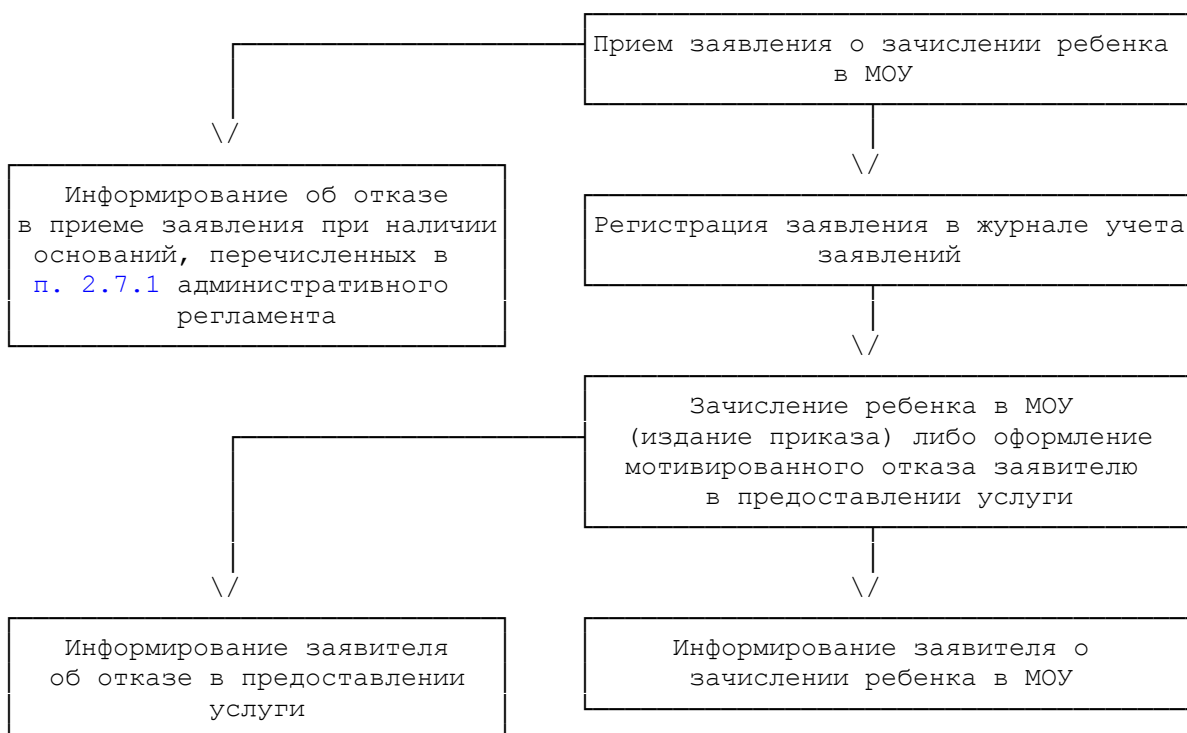 Прием заявления о зачислении ребенка
в МОУ
Информирование об отказе
в приеме заявления при наличии
оснований, перечисленных в
п. 2.7.1 административного
регламента
Регистрация заявления в журнале учета
заявлений
Зачисление ребенка в МОУ
(издание приказа) либо оформление
мотивированного отказа заявителю
в предоставлении услуги
Информирование заявителя
об отказе в предоставлении
услуги
Информирование заявителя о
зачислении ребенка в МОУ